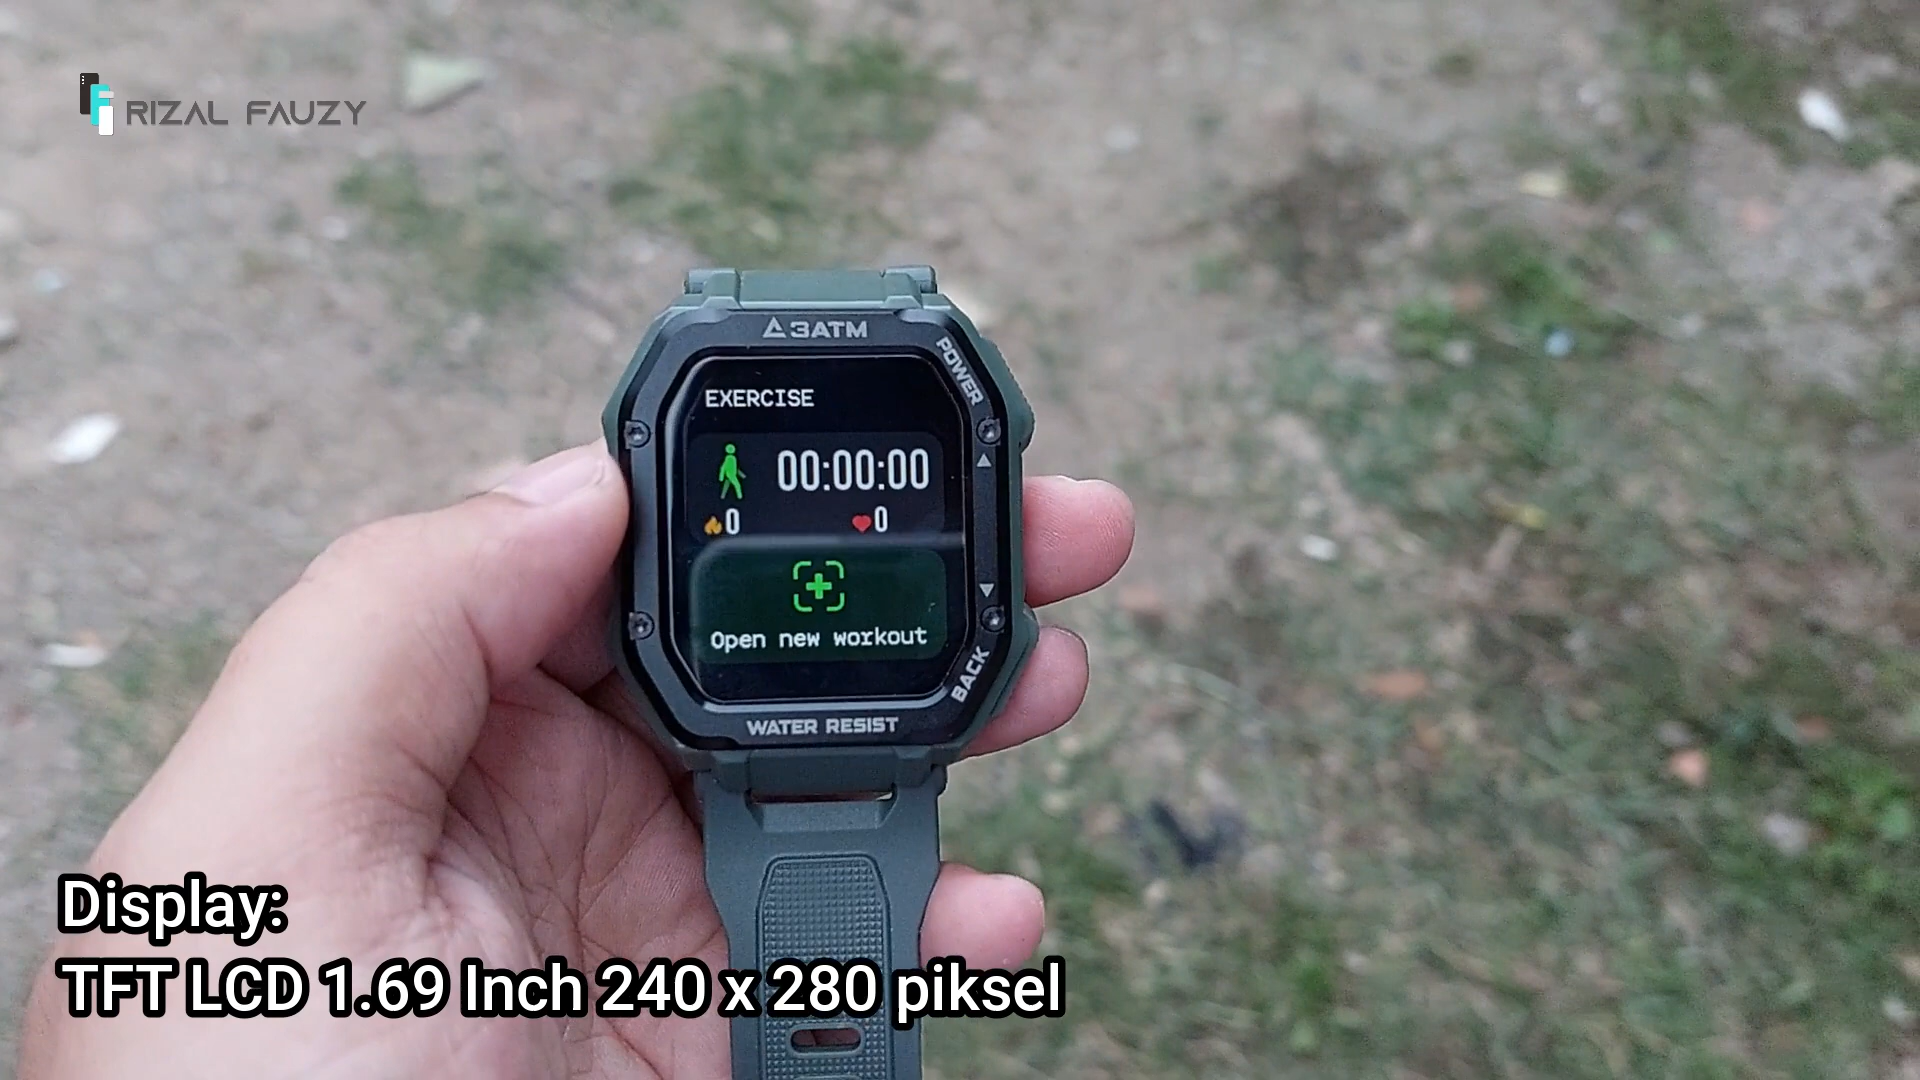 RIZAL FAUZY
3ATM
POWER
EXERCISE
00:00:00
0 0
Open new workout
BACK
WATER RESIST
Display:
TFT LCD 1.69 Inch 240 x 280 piksel